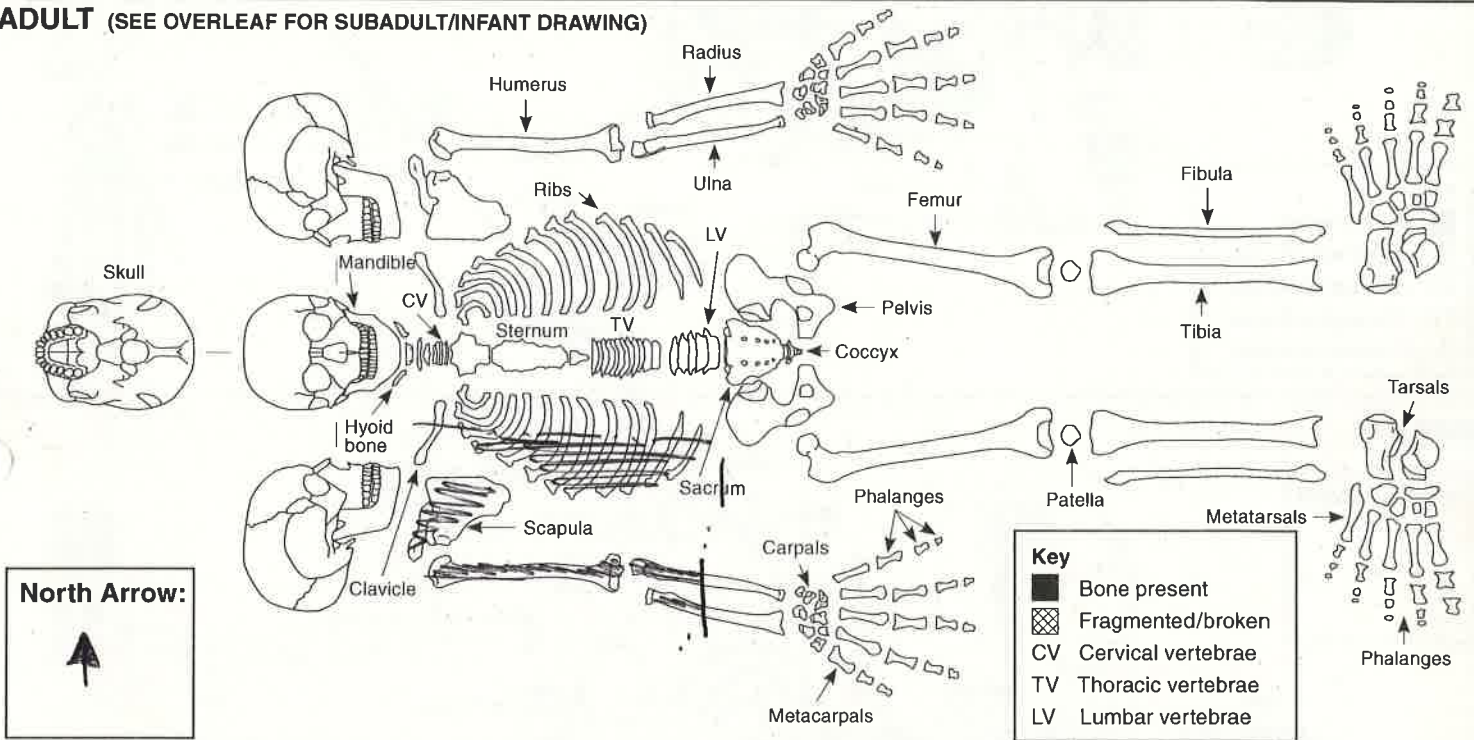 ADULT (SEE OVERLEAF FOR SUBADULT/INFANT DRAWING)
Radius
Humerus
Ulna
Ribs
Fibula
Femur
LV
Skull
Mandible
CV
Sternum
TV
Pelvis
Tibia
Coccyx
Tarsals
Hyoid
bone
Sacrum
Phalanges
Patella
Scapula
Metatarsals
Carpals
Clavicle
North Arrow:
Key
Bone present
Fragmented/broken
CV Cervical vertebrae
TV Thoracic vertebrae
LV Lumbar vertebrae
Phalanges
Metacarpals